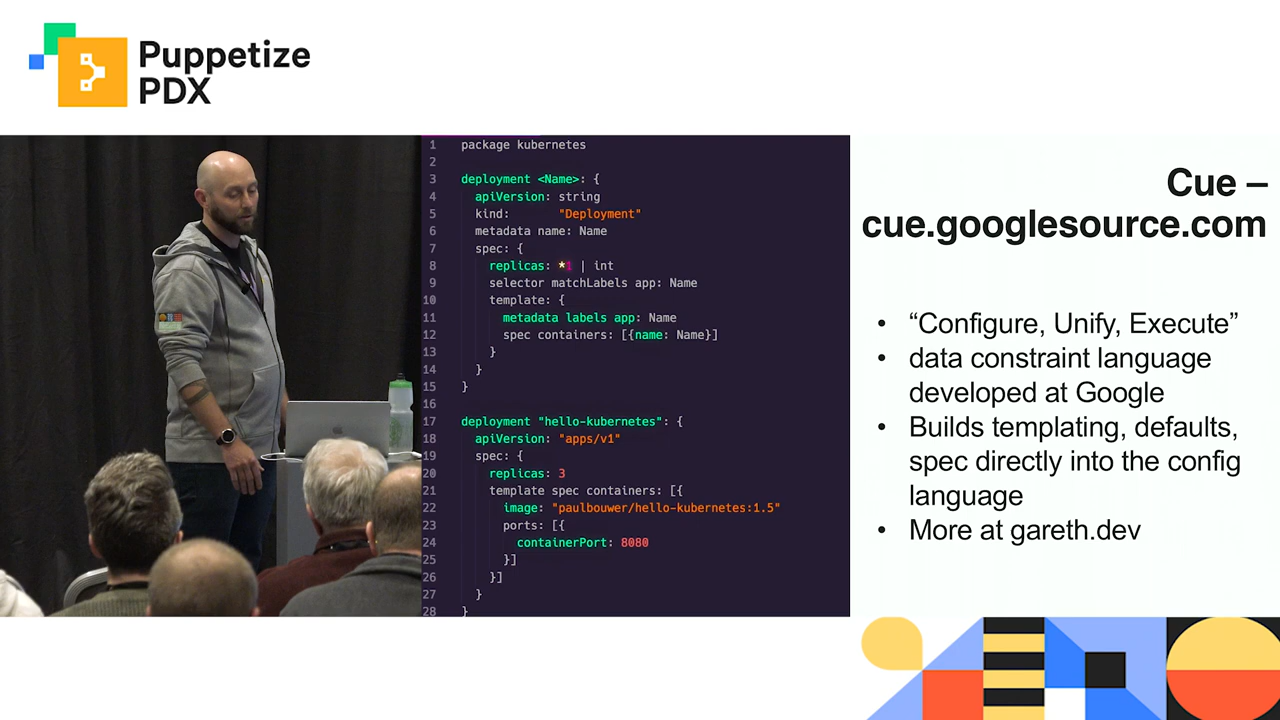 Puppetize
PDX
1 package kubernetes
2
3 deployment <Name>: {
4 apiVersion: string
5 kind: "Deployment"
6 metadata name: Name
7 spec: {
8 replicas: *1 | int
9 selector matchLabels app: Name
10 template: {
11 metadata labels app: Name
12 spec containers: [{name: Name}]
13 }
14 }
15 }
16
17 deployment "hello-kubernetes": {
18 apiVersion: "apps/v1"
19 spec: {
20 replicas: 3
21 template spec containers: [{
22 image: "paulbouwer/hello-kubernetes:1.5"
23 ports: [{
24 containerPort: 8080
25 }]
26 }]
27 }
28 }
Cue –
cue.googlesource.com
• “Configure, Unify, Execute”
• data constraint language
developed at Google
• Builds templating, defaults,
spec directly into the config
language
• More at gareth.dev